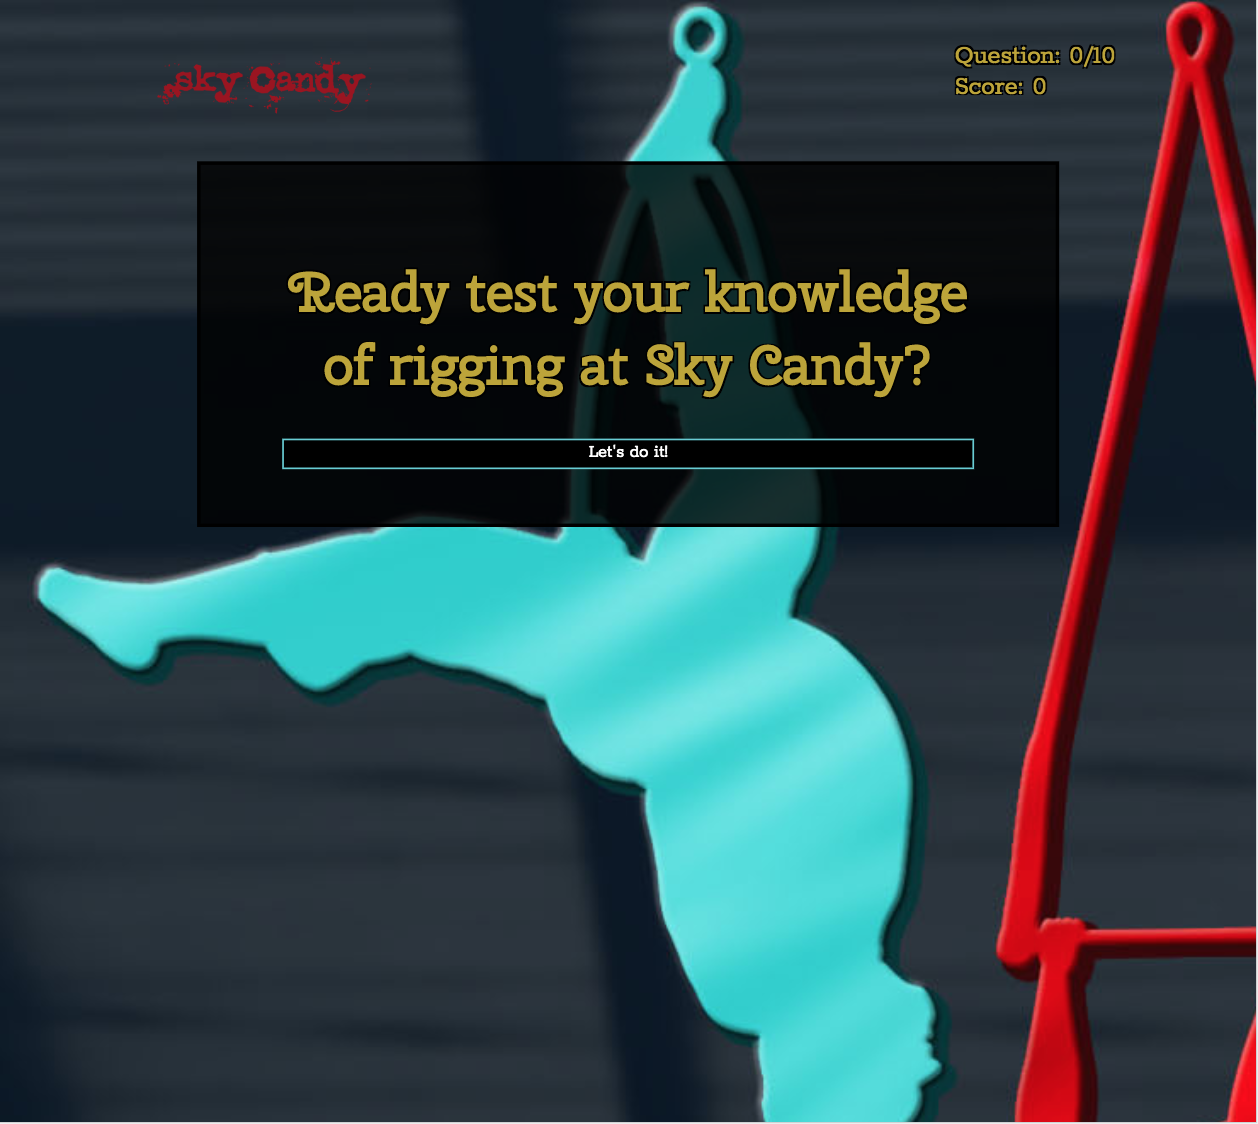 sky Candy
Question: 0/10
Score: 0
Ready test your knowledge
of rigging at Sky Candy?
Let's do it!